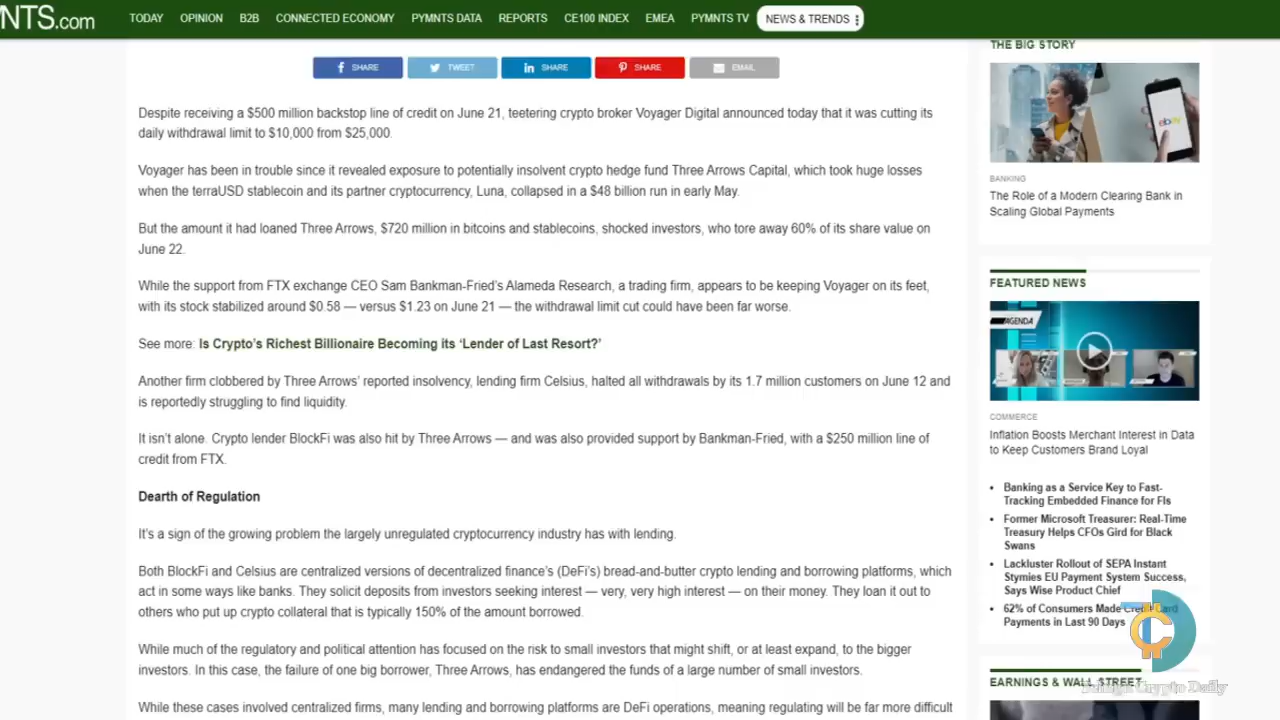 NTS.com
TODAY
OPINION
B2B
CONNECTED ECONOMY
PYMNTS DATA
REPORTS
CE100 INDEX
EMEA
PYMNTS TV
NEWS & TRENDS
SHARE
TWEET
SHARE
SHARE
EMAIL
Despite receiving a $500 million backstop line of credit on June 21, teetering crypto broker Voyager Digital announced today that it was cutting its
daily withdrawal limit to $10,000 from $25,000.
Voyager has been in trouble since it revealed exposure to potentially insolvent crypto hedge fund Three Arrows Capital, which took huge losses
when the terraUSD stablecoin and its partner cryptocurrency, Luna, collapsed in a $48 billion run in early May.
But the amount it had loaned Three Arrows, $720 million in bitcoins and stablecoins, shocked investors, who tore away 60% of its share value on
June 22.
While the support from FTX exchange CEO Sam Bankman-Fried's Alameda Research, a trading firm, appears to be keeping Voyager on its feet,
with its stock stabilized around $0.58 — versus $1.23 on June 21 — the withdrawal limit cut could have been far worse.
See more: Is Crypto's Richest Billionaire Becoming its 'Lender of Last Resort?'
Another firm clobbered by Three Arrows' reported insolvency, lending firm Celsius, halted all withdrawals by its 1.7 million customers on June 12 and
is reportedly struggling to find liquidity.
It isn't alone. Crypto lender BlockFi was also hit by Three Arrows — and was also provided support by Bankman-Fried, with a $250 million line of
credit from FTX.
Dearth of Regulation
It's a sign of the growing problem the largely unregulated cryptocurrency industry has with lending.
Both BlockFi and Celsius are centralized versions of decentralized finance's (DeFi's) bread-and-butter crypto lending and borrowing platforms, which
act in some ways like banks. They solicit deposits from investors seeking interest — very, very high interest — on their money. They loan it out to
others who put up crypto collateral that is typically 150% of the amount borrowed.
While much of the regulatory and political attention has focused on the risk to small investors that might shift, or at least expand, to the bigger
investors. In this case, the failure of one big borrower, Three Arrows, has endangered the funds of a large number of small investors.
While these cases involved centralized firms, many lending and borrowing platforms are DeFi operations, meaning regulating will be far more difficult
THE BIG STORY
ebay
BANKING
The Role of a Modern Clearing Bank in
Scaling Global Payments
FEATURED NEWS
AGENDA
COMMERCE
Inflation Boosts Merchant Interest in Data
to Keep Customers Brand Loyal
Banking as a Service Key to Fast-
Tracking Embedded Finance for FIs
Former Microsoft Treasurer: Real-Time
Treasury Helps CFOs Gird for Black
Swans
Lackluster Rollout of SEPA Instant
Stymies EU Payment System Success,
Says Wise Product Chief
62% of Consumers Made Credit Card
Payments in Last 90 Days
EARNINGS & WALL STREET
Crypto Daily